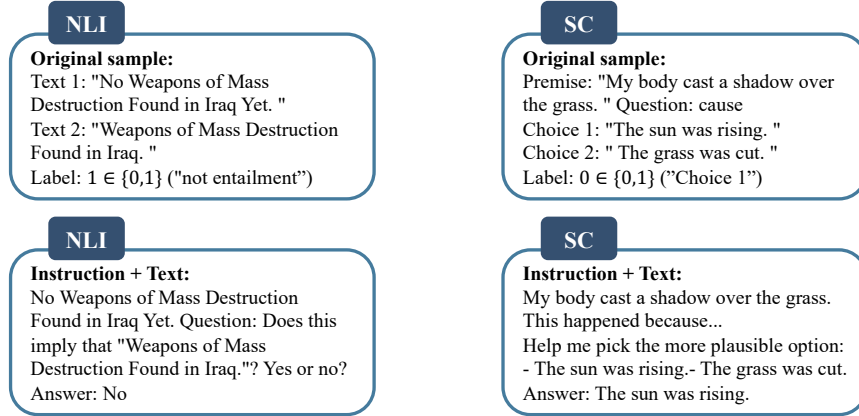 NLI
Original sample:
Text 1: "No Weapons of Mass
Destruction Found in Iraq Yet. "
Text 2: "Weapons of Mass Destruction
Found in Iraq. "
Label: 1 ∈ {0,1} ("not entailment”)
SC
Original sample:
Premise: "My body cast a shadow over
the grass. " Question: cause
Choice 1: "The sun was rising. "
Choice 2: " The grass was cut. "
Label: 0 ∈ {0,1} (”Choice 1”)
NLI
Instruction + Text:
No Weapons of Mass Destruction
Found in Iraq Yet. Question: Does this
imply that "Weapons of Mass
Destruction Found in Iraq."? Yes or no?
Answer: No
SC
Instruction + Text:
My body cast a shadow over the grass.
This happened because...
Help me pick the more plausible option:
- The sun was rising.- The grass was cut.
Answer: The sun was rising.